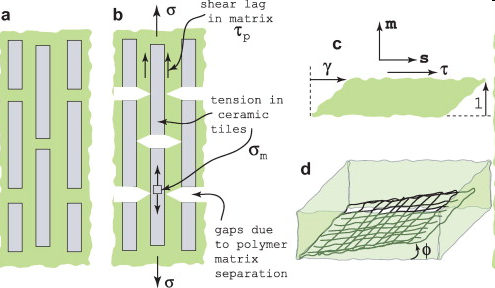 a
b
σ
shear lag
in matrix
τp
tension in
ceramic
tiles
σm
gaps due
to polymer
matrix
separation
σ
c
m
s
γ
τ
1
d
ϕ